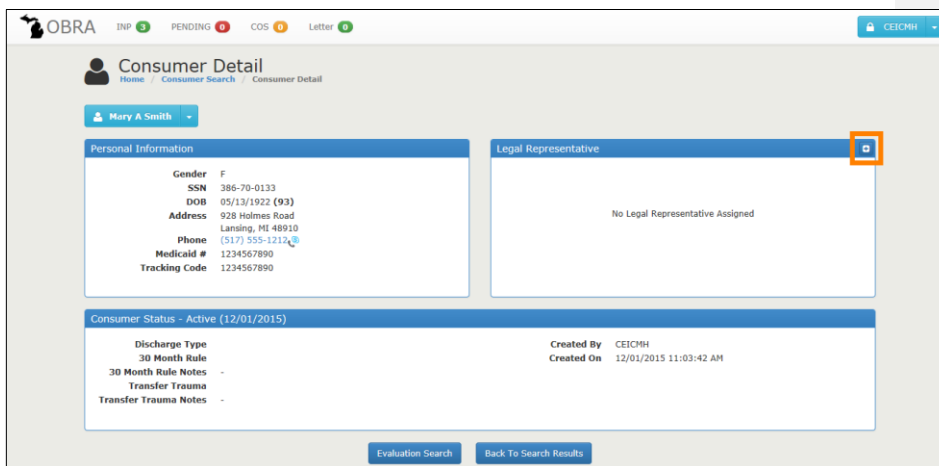 OBRA INP 3 PENDING 0 COS 0 Letter 0 CEICMH
Consumer Detail
Home / Consumer Search / Consumer Detail
Mary A Smith
Personal Information
Gender F
SSN 386-70-0133
DOB 05/13/1922 (93)
Address 928 Holmes Road
Lansing, MI 48910
Phone (517) 555-1212
Medicaid # 1234567890
Tracking Code 1234567890
Legal Representative
No Legal Representative Assigned
Consumer Status - Active (12/01/2015)
Discharge Type
30 Month Rule
30 Month Rule Notes -
Transfer Trauma
Transfer Trauma Notes -
Created By CEICMH
Created On 12/01/2015 11:03:42 AM
Evaluation Search Back To Search Results